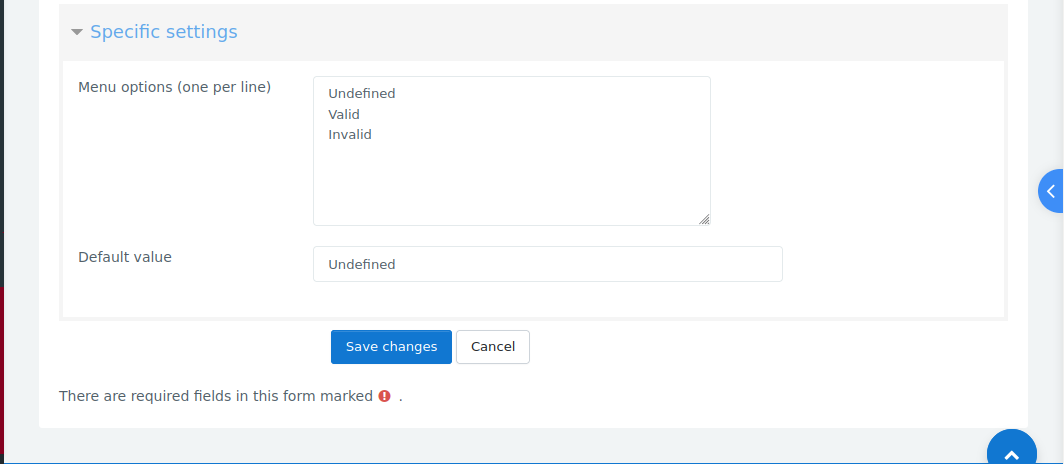 Specific settings
Menu options (one per line)
Undefined
Valid
Invalid
Default value
Undefined
Save changes
Cancel
There are required fields in this form marked .